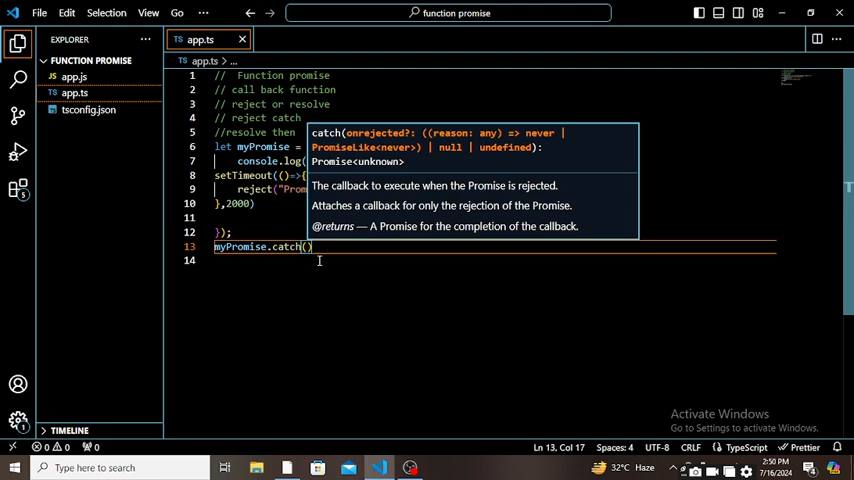 File Edit Selection View Go ··· function promise
EXPLORER ···
FUNCTION PROMISE
JS app.js
TS app.ts
tsconfig.json
TIMELINE
5
1
TS app.ts
TS app.ts > ...
1 // Function promise
2 // call back function
3 // reject or resolve
4 // reject catch
5 //resolve then
6 let myPromise =
7 console.log(
8 setTimeout(()=>{
9 reject("Prom
10 },2000)
11
12 });
13 myPromise.catch()
14
catch(onrejected?: ((reason: any) => never |
PromiseLike<never>) | null | undefined):
Promise<unknown>
The callback to execute when the Promise is rejected.
Attaches a callback for only the rejection of the Promise.
@returns — A Promise for the completion of the callback.
Activate Windows
Go to Settings to activate Windows.
0 0 0 Ln 13, Col 17 Spaces: 4 UTF-8 CRLF {} TypeScript Prettier
Type here to search 32°C Haze 2:50 PM
7/16/2024
4